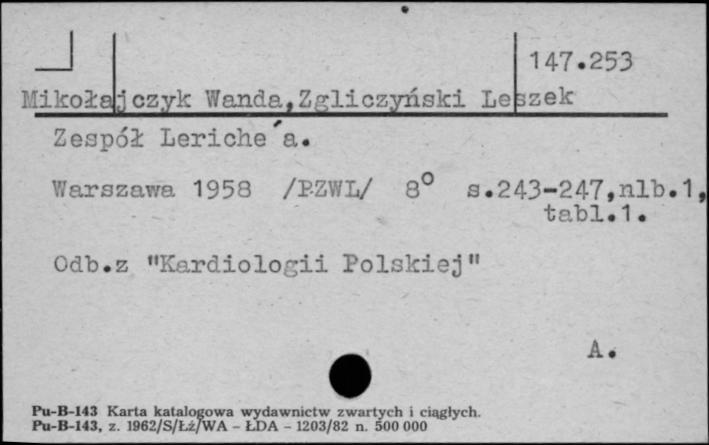 147.253
Mikołajczyk Wanda,Zgliczyński Leszek
Zespół Leriche´a.
Warszawa 1958 /PZWL/ 8° s.243-247,nlb.1,
tabl.1.
Odb.z "Kardiologii Polskiej"
A.
Pu-B-143 Karta katalogowa wydawnictw zwartych i ciągłych.
Pu-B-143, z. 1962/S/Łź/WA - ŁDA - 1203/82 n. 500 000